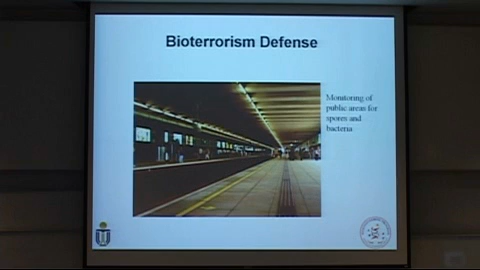 Bioterrorism Defense
Monitoring of
public areas for
spores and
bacteria